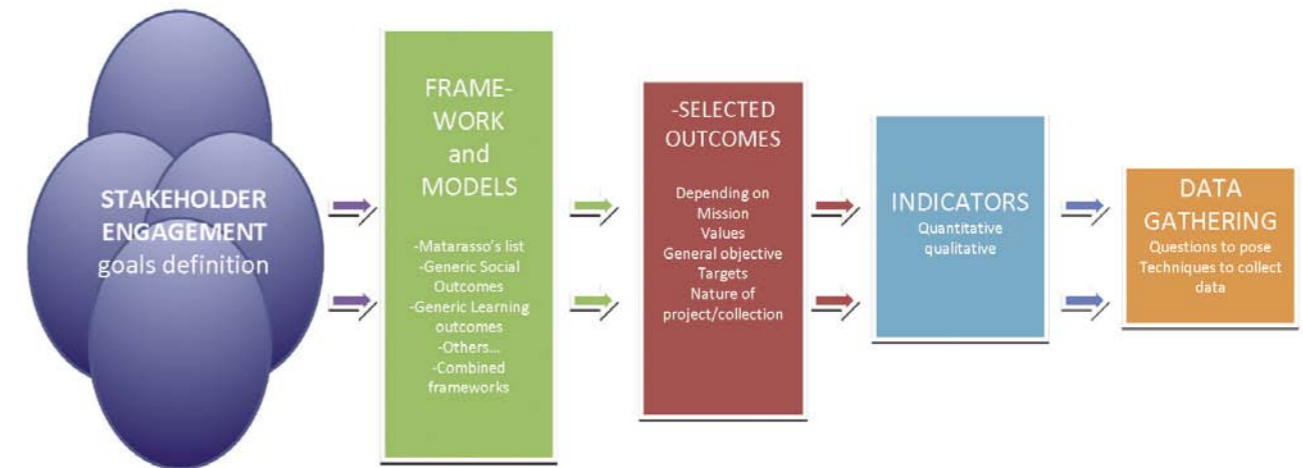 STAKEHOLDER
ENGAGEMENT
goals definition
FRAME-
WORK
and
MODELS
-Matarasso's list
-Generic Social
Outcomes
-Generic Learning
outcomes
-Others...
-Combined
frameworks
-SELECTED
OUTCOMES
Depending on
Mission
Values
General objective
Targets
Nature of
project/collection
INDICATORS
Quantitative
qualitative
DATA
GATHERING
Questions to pose
Techniques to collect
data